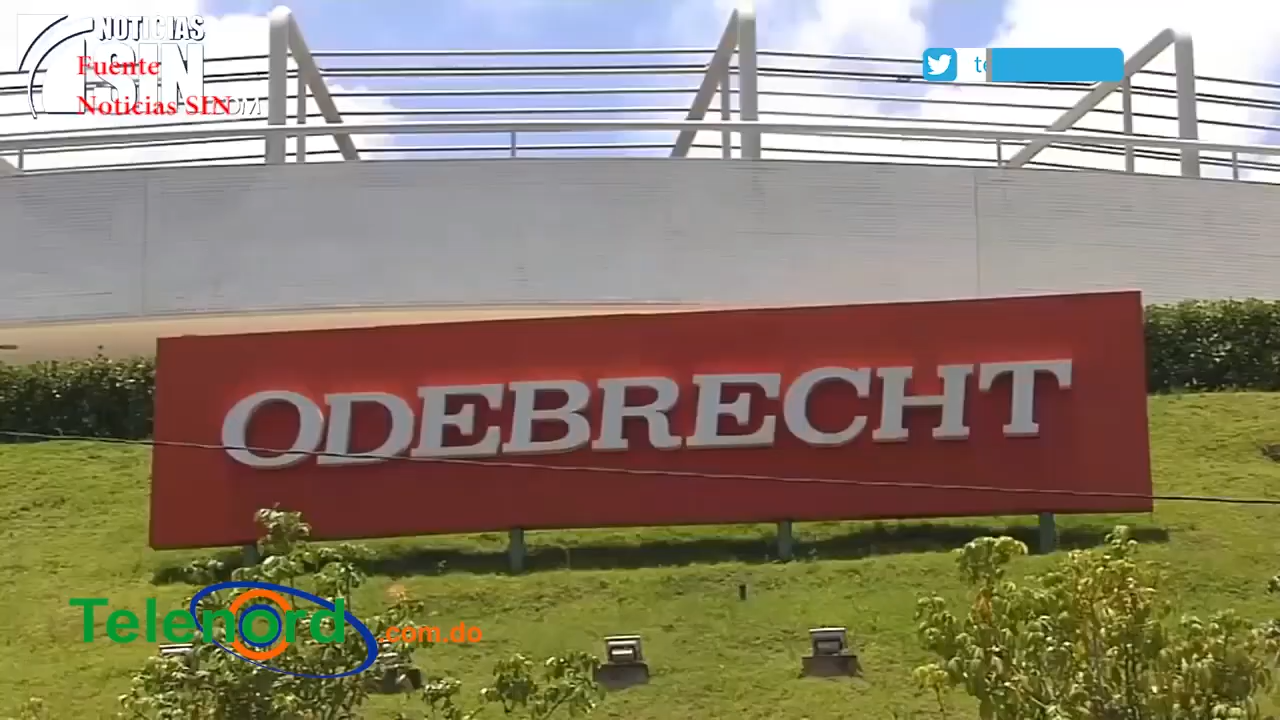 NOTICIAS
SIN
Fuente
Noticias SIN
ODEBRECHT
Telenord.com.do